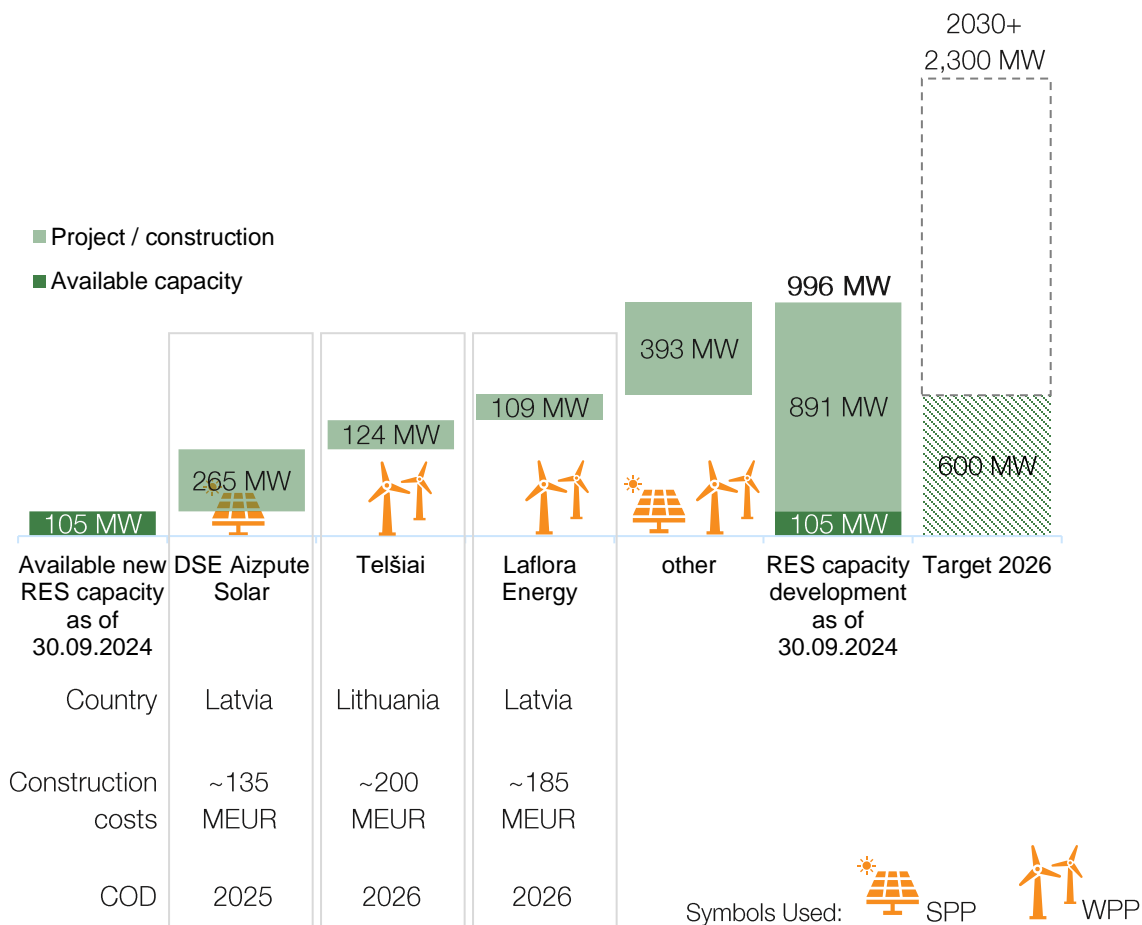 2030+
2,300 MW
Project / construction
Available capacity
996 MW
393 MW
109 MW
891 MW
124 MW
600 MW
265 MW
105 MW
105 MW
Available new
RES capacity
as of
30.09.2024
DSE Aizpute
Solar
Telšiai
Laflora
Energy
other
RES capacity
development
as of
30.09.2024
Target 2026
Country
Latvia
Lithuania
Latvia
Construction
costs
~135
MEUR
~200
MEUR
~185
MEUR
COD
2025
2026
2026
Symbols Used:
SPP
WPP